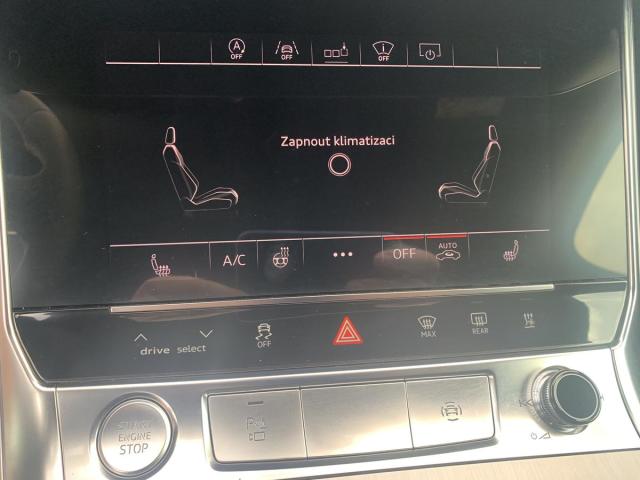 A
OFF
OFF
i
OFF
Zapnout klimatizaci
A/C
•••
OFF
AUTO
drive select
OFF
MAX
REAR
START
ENGINE
STOP